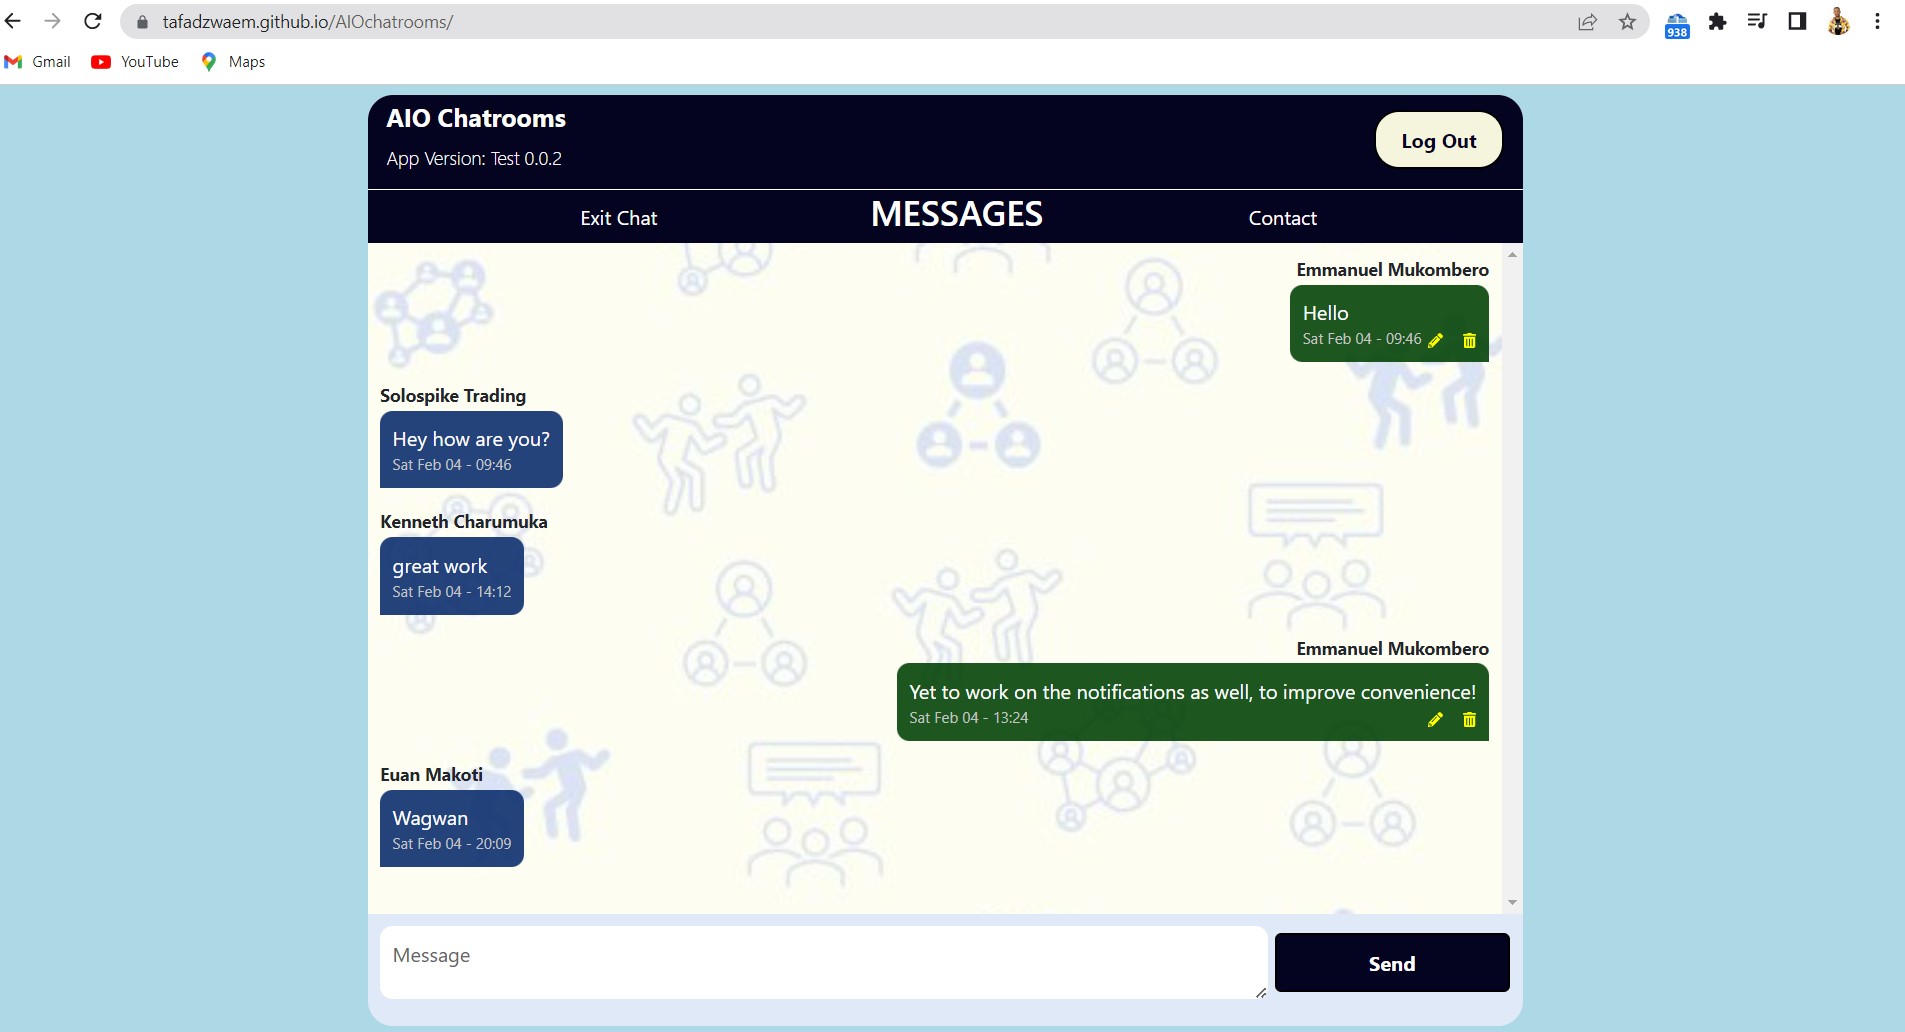 tafadzwaem.github.io/AIOchatrooms/
938
Gmail YouTube Maps
AIO Chatrooms
App Version: Test 0.0.2
Log Out
Exit Chat MESSAGES Contact
Emmanuel Mukombero
Hello
Sat Feb 04 - 09:46
Solospike Trading
Hey how are you?
Sat Feb 04 - 09:46
Kenneth Charumuka
great work
Sat Feb 04 - 14:12
Emmanuel Mukombero
Yet to work on the notifications as well, to improve convenience!
Sat Feb 04 - 13:24
Euan Makoti
Wagwan
Sat Feb 04 - 20:09
Message
Send